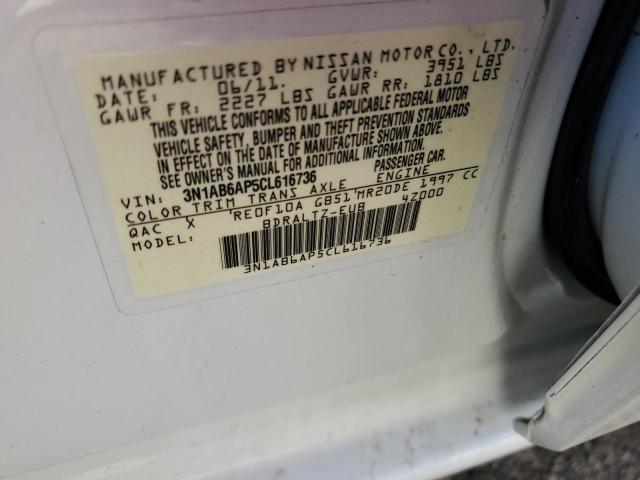 MANUFACTURED BY NISSAN MOTOR CO., LTD.
DATE: 06/11. GVWR: 3951 LBS
GAWR FR: 2227 LBS GAWR RR: 1810 LBS
THIS VEHICLE CONFORMS TO ALL APPLICABLE FEDERAL MOTOR
VEHICLE SAFETY, BUMPER AND THEFT PREVENTION STANDARDS
IN EFFECT ON THE DATE OF MANUFACTURE SHOWN ABOVE.
SEE OWNER'S MANUAL FOR ADDITIONAL INFORMATION.
VIN: 3N1AB6AP5CL616736 PASSENGER CAR.
COLOR TRIM TRANS AXLE ENGINE
QAC X RE0F10A GB51 MR20DE 1997 CC
MODEL: BDRALTZ-EUB 4Z000
3N1AB6AP5CL616736